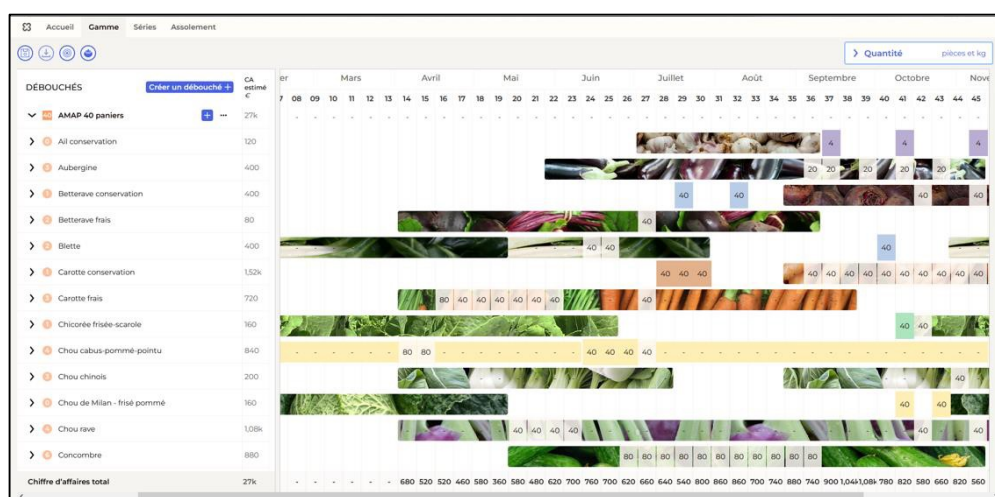 Accueil Gamme Séries Assolement
Quantité pièces et kg
DÉBOUCHÉS Créer un débouché + CA estimé €
er Mars Avril Mai Juin Juillet Août Septembre Octobre Nove
08 09 10 11 12 13 14 15 16 17 18 19 20 21 22 23 24 25 26 27 28 29 30 31 32 33 34 35 36 37 38 39 40 41 42 43 44 45
AMAP 40 paniers + ... 27k
Ail conservation 120 4 4 4
Aubergine 400 20 20 20 20 20
Betterave conservation 400 40 40 40 40
Betterave frais 80 40
Blette 400 40 40 40
Carotte conservation 1,52k 40 40 40 40 40 40 40 40 40 40 40 40 40
Carotte frais 720 80 40 40 40 40 40 40 40
Chicorée frisée-scarole 160 40 40
Chou cabus-pommé-pointu 840 80 80 40 40 40 40
Chou chinois 200 40
Chou de Milan - frisé pommé 160 40 40
Chou rave 1,08k 40 40 40 40 40 40
Concombre 880 80 80 80 80 80 80 80 80 80 80 80
Chiffre d'affaires total 27k - - - - - - 680 520 520 460 580 360 580 480 620 700 760 700 620 660 640 540 800 860 860 700 740 880 740 900 1,04k 1,08k 780 820 580 660 820 560